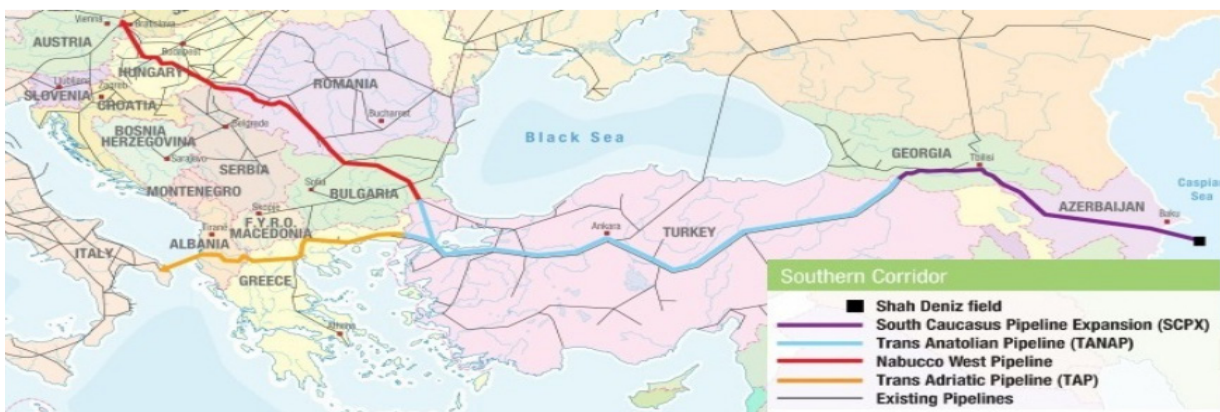 Vienna
Bratislava
AUSTRIA
Budapest
HUNGARY
Ljubljana
SLOVENIA
Zagreb
CROATIA
ROMANIA
Bucharest
BOSNIA
HERZEGOVINA
Belgrade
Sarajevo
SERBIA
MONTENEGRO
Sofia
BULGARIA
Black Sea
GEORGIA
Tbilisi
Caspian
Sea
AZERBAIJAN
Baku
Skopje
F.Y.R.O.
MACEDONIA
Tirane
ALBANIA
ITALY
GREECE
Athens
Ankara
TURKEY
Southern Corridor
Shah Deniz field
South Caucasus Pipeline Expansion (SCPX)
Trans Anatolian Pipeline (TANAP)
Nabucco West Pipeline
Trans Adriatic Pipeline (TAP)
Existing Pipelines